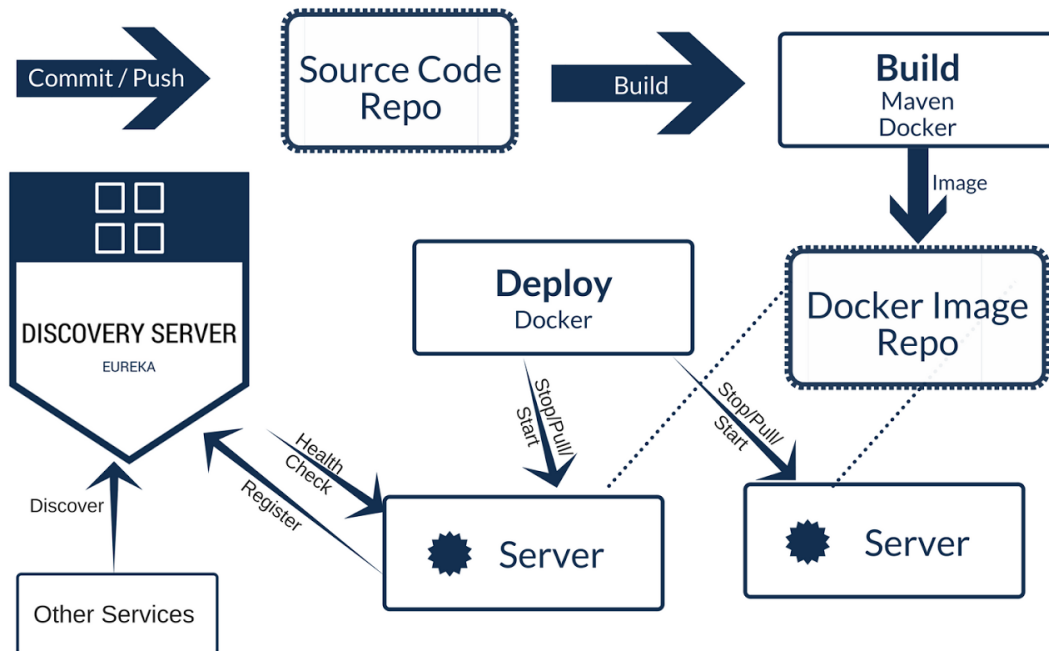 Commit / Push
Source Code
Repo
Build
Build
Maven
Docker
Image
DISCOVERY SERVER
EUREKA
Deploy
Docker
Docker Image
Repo
Stop/Pull/
Start
Stop/Pull/
Start
Health
Check
Register
Discover
Server
Server
Other Services